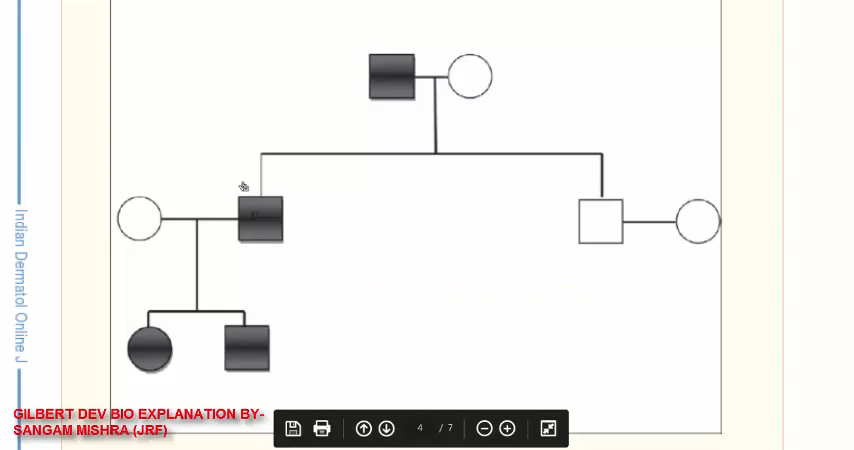 Indian Dermatol Online J
GILBERT DEV BIO EXPLANATION BY-
SANGAM MISHRA (JRF)
4 / 7